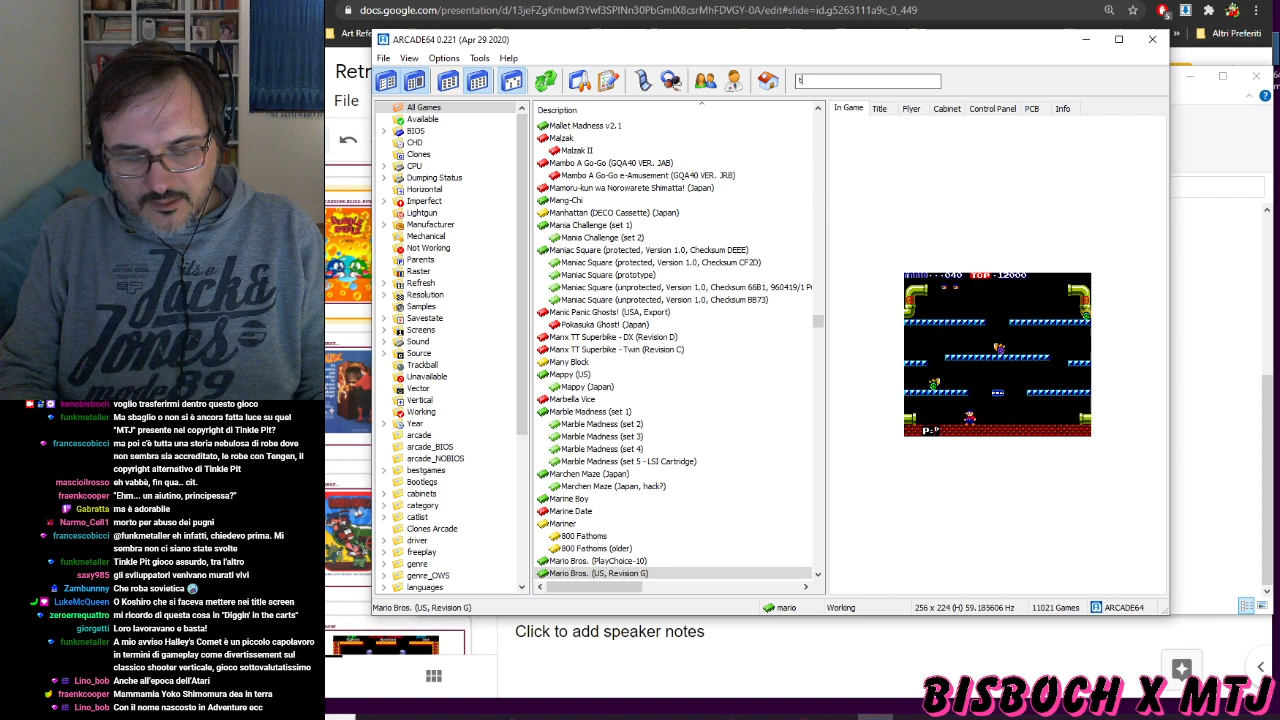 docs.google.com/presentation/d/13jeFZgKmbwf3Ywf3SPINn30PbGmIX8csrMhFDVGY-0A/edit#slide=id.g5263111a9b_0_449
Art Ref
Altri Preferiti
Retr
File
ARCADE64 0.221 (Apr 29 2020)
File View Options Tools Help
t
All Games
Available
BIOS
CHD
Clones
CPU
Dumping Status
Horizontal
Imperfect
Lightgun
Manufacturer
Mechanical
Not Working
Parents
Raster
Refresh
Resolution
Samples
Savestate
Screens
Sound
Source
Trackball
Unavailable
Vector
Vertical
Working
Year
arcade
arcade_BIOS
arcade_NOBIOS
bestgames
Bootlegs
cabinets
category
catlist
Clones Arcade
driver
freeplay
genre
genre_OWS
languages
Description
Mallet Madness v2.1
Malzak
Malzak II
Mambo A Go-Go (GQA40 VER. JAB)
Mambo A Go-Go e-Amusement (GQA40 VER. JRB)
Mamoru-kun wa Norowarete Shimatta! (Japan)
Mang-Chi
Manhattan (DECO Cassette) (Japan)
Mania Challenge (set 1)
Mania Challenge (set 2)
Maniac Square (protected, Version 1.0, Checksum DEEE)
Maniac Square (protected, Version 1.0, Checksum CF2D)
Maniac Square (prototype)
Maniac Square (unprotected, Version 1.0, Checksum 66B1, 960419/1 P
Maniac Square (unprotected, Version 1.0, Checksum BB73)
Manic Panic Ghosts! (USA, Export)
Pokasuka Ghost! (Japan)
Manx TT Superbike - DX (Revision D)
Manx TT Superbike - Twin (Revision C)
Many Block
Mappy (US)
Mappy (Japan)
Marbella Vice
Marble Madness (set 1)
Marble Madness (set 2)
Marble Madness (set 3)
Marble Madness (set 4)
Marble Madness (set 5 - LSI Cartridge)
Marchen Maze (Japan)
Marchen Maze (Japan, hack?)
Marine Boy
Marine Date
Mariner
800 Fathoms
800 Fathoms (older)
Mario Bros. (PlayChoice-10)
Mario Bros. (US, Revision G)
In Game Title Flyer Cabinet Control Panel PCB Info
040 TOP-12000
P=
Mario Bros. (US, Revision G)
mario
Working
256 x 224 (H) 59.185606 Hz
11021 Games
ARCADE64
Click to add speaker notes
BISBOCH X MTJ
kenobisboch voglio trasferirmi dentro questo gioco
funkmetaller Ma sbaglio o non si è ancora fatta luce su quel
"MTJ" presente nel copyright di Tinkle Pit?
francescobicci ma poi c'è tutta una storia nebulosa di robe dove
non sembra sia accreditato, le robe con Tengen, il
copyright alternativo di Tinkle Pit
mascioilrosso eh vabbè, fin qua.. cit.
fraenkcooper "Ehm... un aiutino, principessa?"
Gabratta ma è adorabile
Narmo_Cell1 morto per abuso dei pugni
francescobicci @funkmetaller eh infatti, chiedevo prima. Mi
sembra non ci siano state svolte
funkmetaller Tinkle Pit gioco assurdo, tra l'altro
saxy985 gli sviluppatori venivano murati vivi
Zambunnny Che roba sovietica
LukeMcQueen O Koshiro che si faceva mettere nei title screen
zeroerrequattro mi ricordo di questa cosa in "Diggin' in the carts"
giorgetti Loro lavoravano e basta!
funkmetaller A mio avviso Halley's Comet è un piccolo capolavoro
in termini di gameplay come divertissement sul
classico shooter verticale, gioco sottovalutatissimo
Lino_bob Anche all'epoca dell'Atari
fraenkcooper Mammamia Yoko Shimomura dea in terra
Lino_bob Con il nome nascosto in Adventure ecc